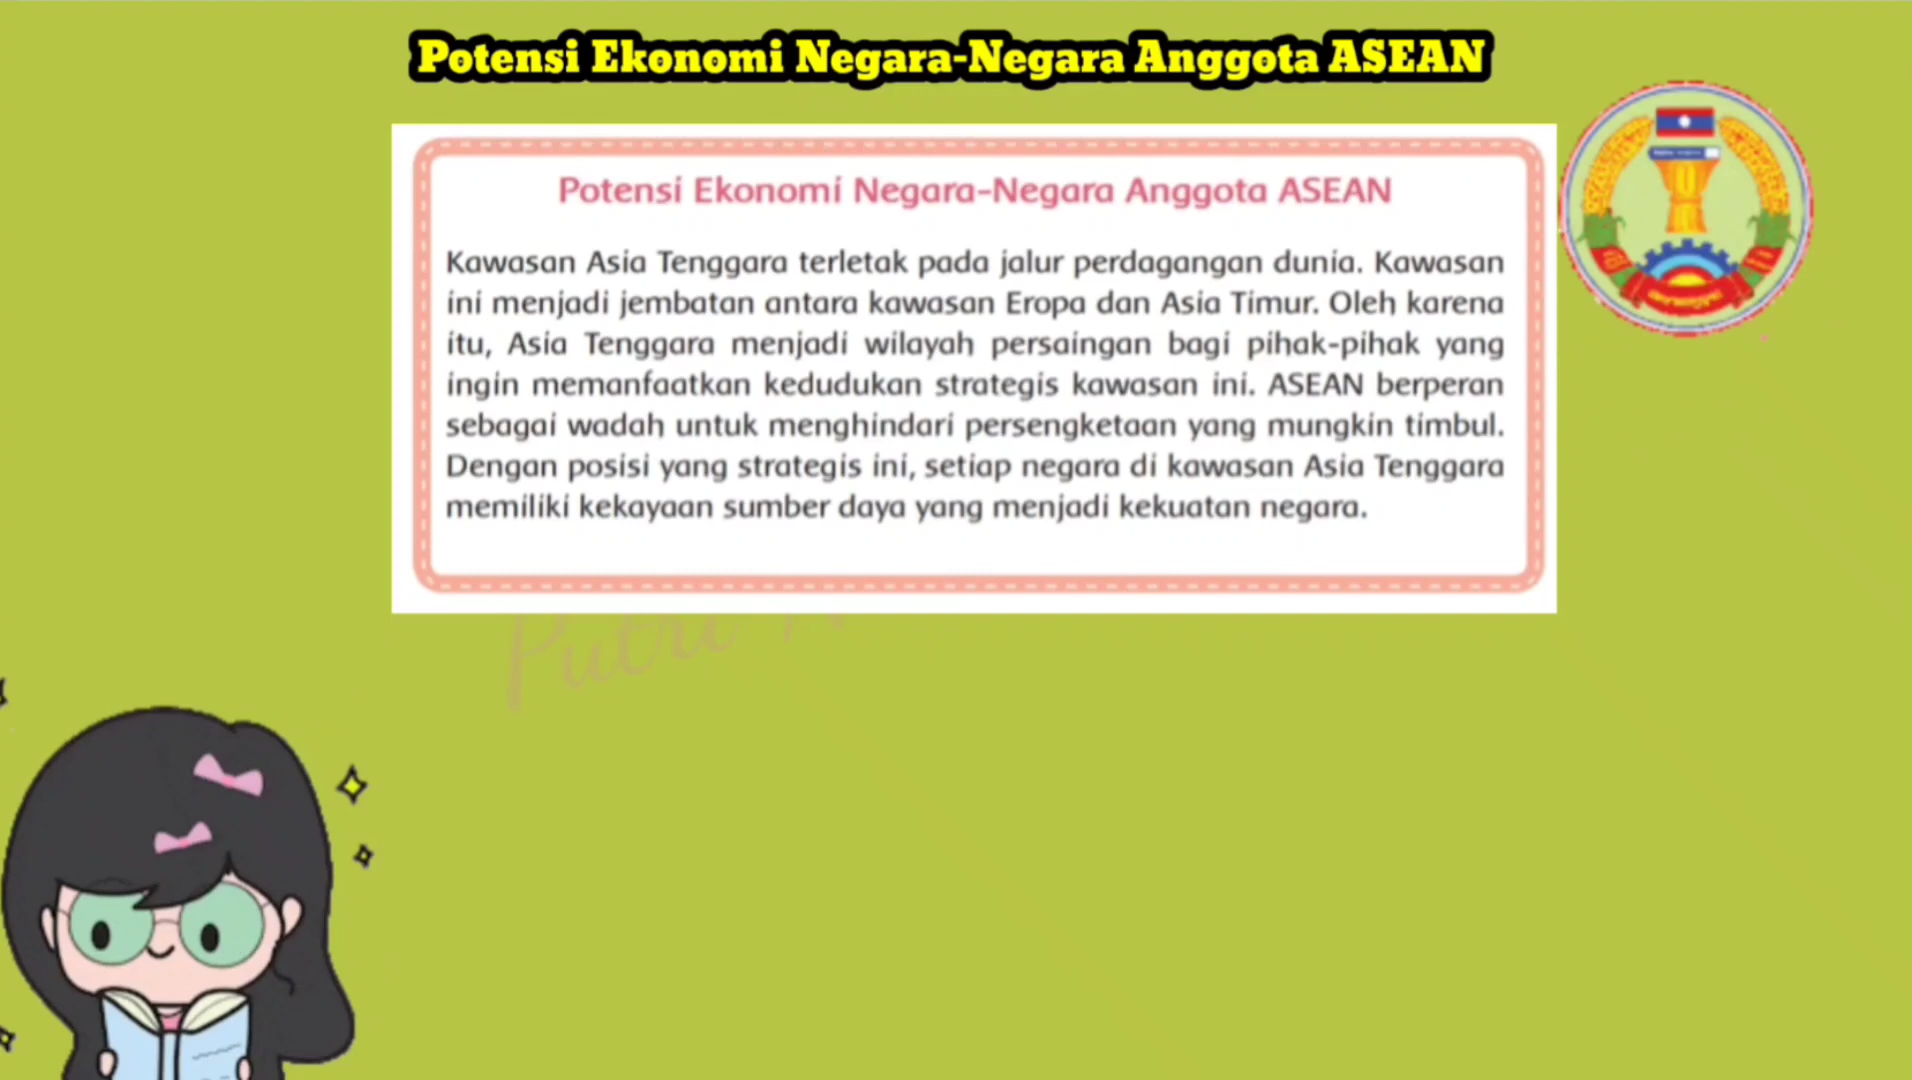 Potensi Ekonomi Negara-Negara Anggota ASEAN
Potensi Ekonomi Negara-Negara Anggota ASEAN
Kawasan Asia Tenggara terletak pada jalur perdagangan dunia. Kawasan
ini menjadi jembatan antara kawasan Eropa dan Asia Timur. Oleh karena
itu, Asia Tenggara menjadi wilayah persaingan bagi pihak-pihak yang
ingin memanfaatkan kedudukan strategis kawasan ini. ASEAN berperan
sebagai wadah untuk menghindari persengketaan yang mungkin timbul.
Dengan posisi yang strategis ini, setiap negara di kawasan Asia Tenggara
memiliki kekayaan sumber daya yang menjadi kekuatan negara.
Putri